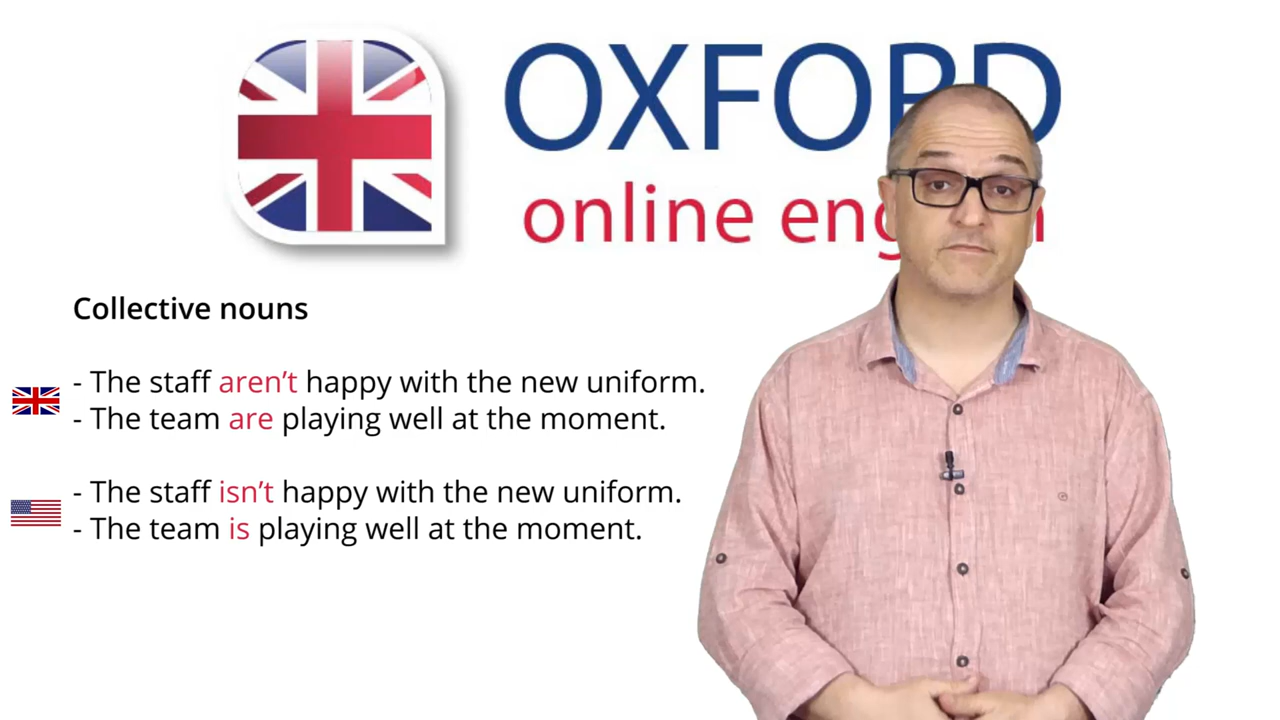 OXFORD
online eng
Collective nouns
- The staff aren't happy with the new uniform.
- The team are playing well at the moment.
- The staff isn't happy with the new uniform.
- The team is playing well at the moment.